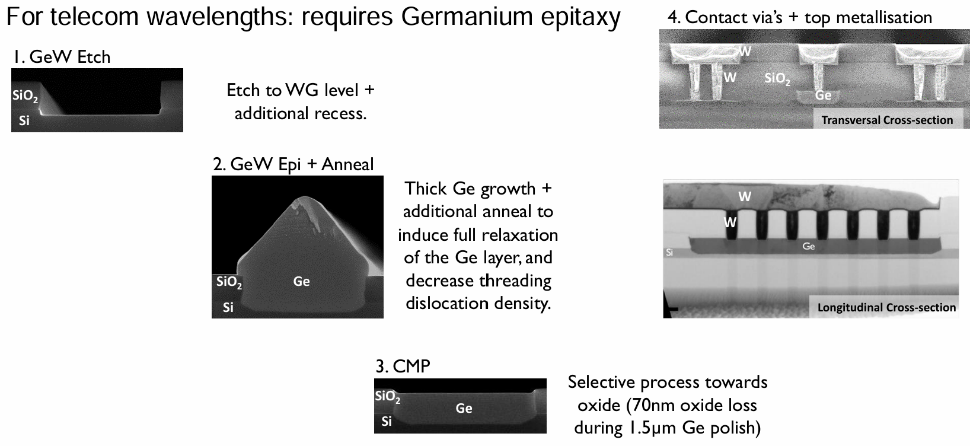 For telecom wavelengths: requires Germanium epitaxy
1. GeW Etch
SiO2
Si
Etch to WG level +
additional recess.
2. GeW Epi + Anneal
SiO2
Ge
Si
Thick Ge growth +
additional anneal to
induce full relaxation
of the Ge layer, and
decrease threading
dislocation density.
3. CMP
SiO2
Ge
Si
Selective process towards
oxide (70nm oxide loss
during 1.5µm Ge polish)
4. Contact via's + top metallisation
W
W
SiO2
Ge
Transversal Cross-section
W
W
Ge
Si
Longitudinal Cross-section